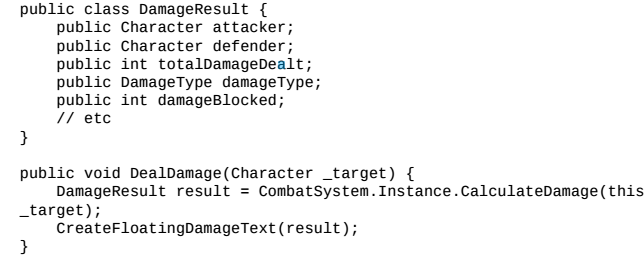 public class DamageResult {
    public Character attacker;
    public Character defender;
    public int totalDamageDealt;
    public DamageType damageType;
    public int damageBlocked;
    // etc
}

public void DealDamage(Character _target) {
    DamageResult result = CombatSystem.Instance.CalculateDamage(this
_target);
    CreateFloatingDamageText(result);
}